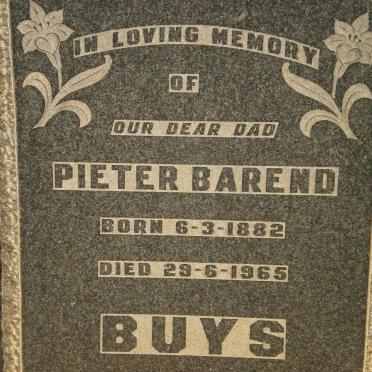 IN LOVING MEMORY
OF
OUR DEAR DAD
PIETER BAREND
BORN 6-3-1882
DIED 29-6-1965
BUYS